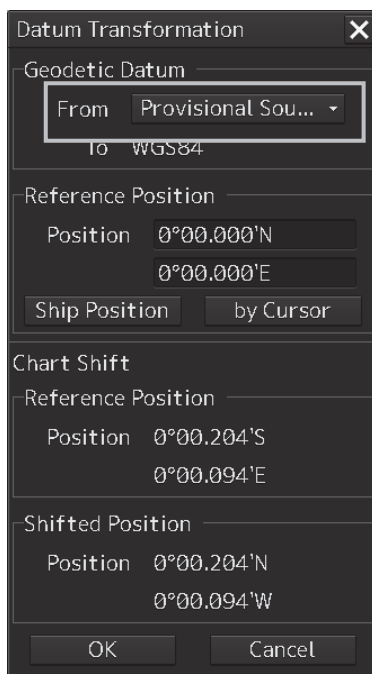 Datum Transformation
Geodetic Datum
From Provisional Sou...
To WGS84
Reference Position
Position 0°00.000'N
0°00.000'E
Ship Position by Cursor
Chart Shift
Reference Position
Position 0°00.204'S
0°00.094'E
Shifted Position
Position 0°00.204'N
0°00.094'W
OK Cancel